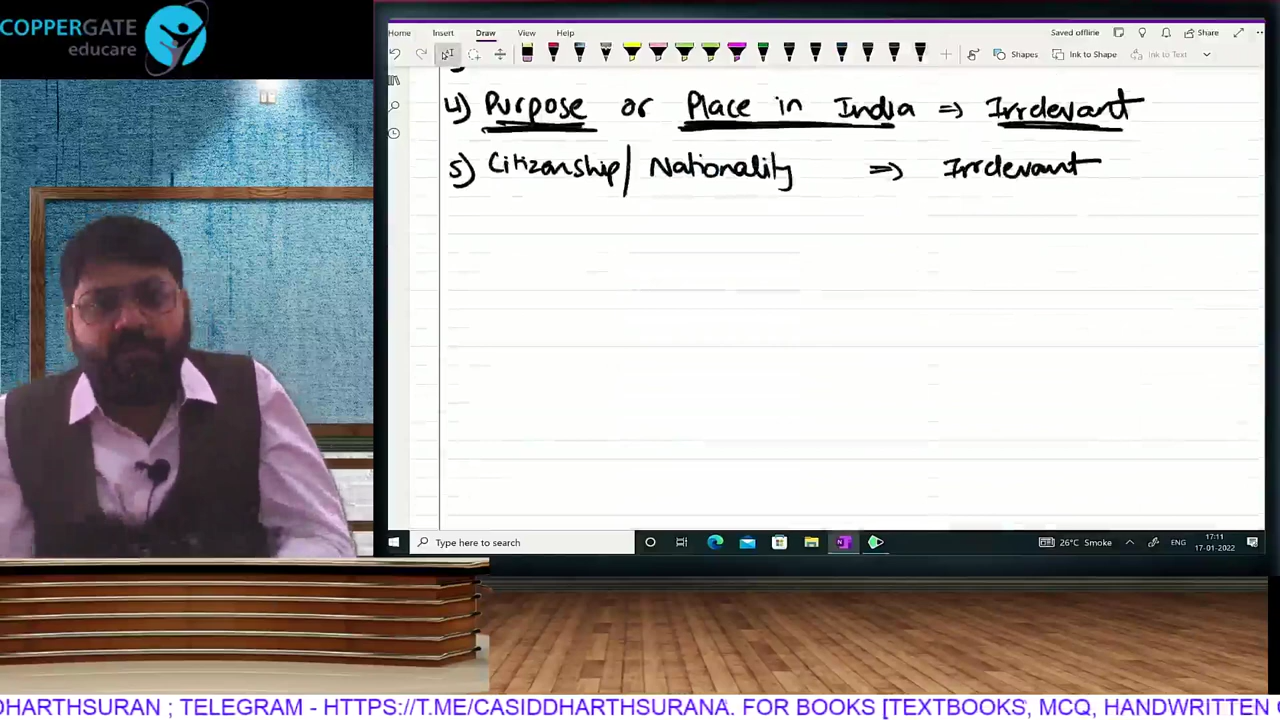 COPPERGATE
educare
Home Insert Draw View Help
Saved offline
Share
Shapes
Ink to Shape
Ink to Text
4) Purpose or Place in India => Irrelevant
5) Citizenship/ Nationality => Irrelevant
Type here to search
26°C Smoke
ENG
17:11
17-01-2022
DHARTHSURAN ; TELEGRAM - HTTPS://T.ME/CASIDDHARTHSURANA. FOR BOOKS [TEXTBOOKS, MCQ, HANDWRITTEN